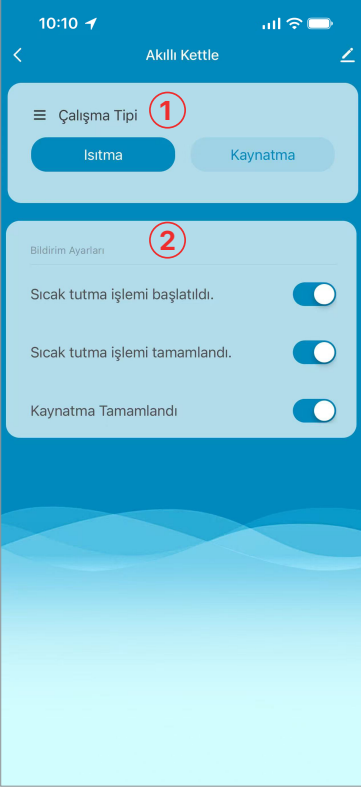 10:10
Akıllı Kettle
Çalışma Tipi 1
Isıtma Kaynatma
2
Bildirim Ayarları
Sıcak tutma işlemi başlatıldı.
Sıcak tutma işlemi tamamlandı.
Kaynatma Tamamlandı